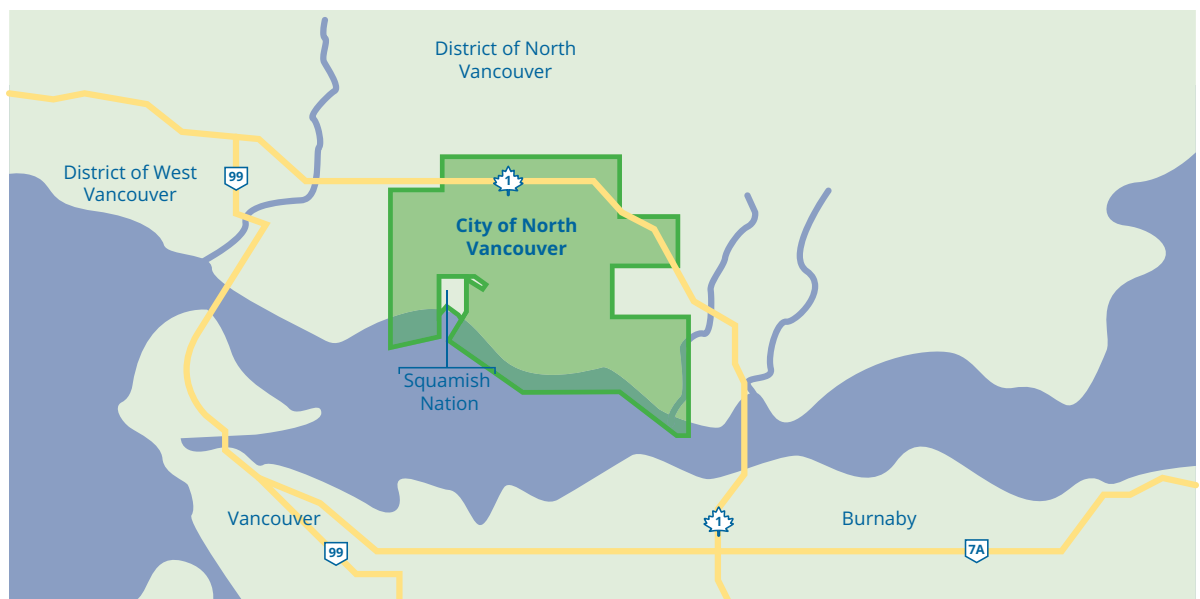 District of North
Vancouver
District of West
Vancouver
99
1
City of North
Vancouver
Squamish
Nation
Vancouver
99
1
Burnaby
7A